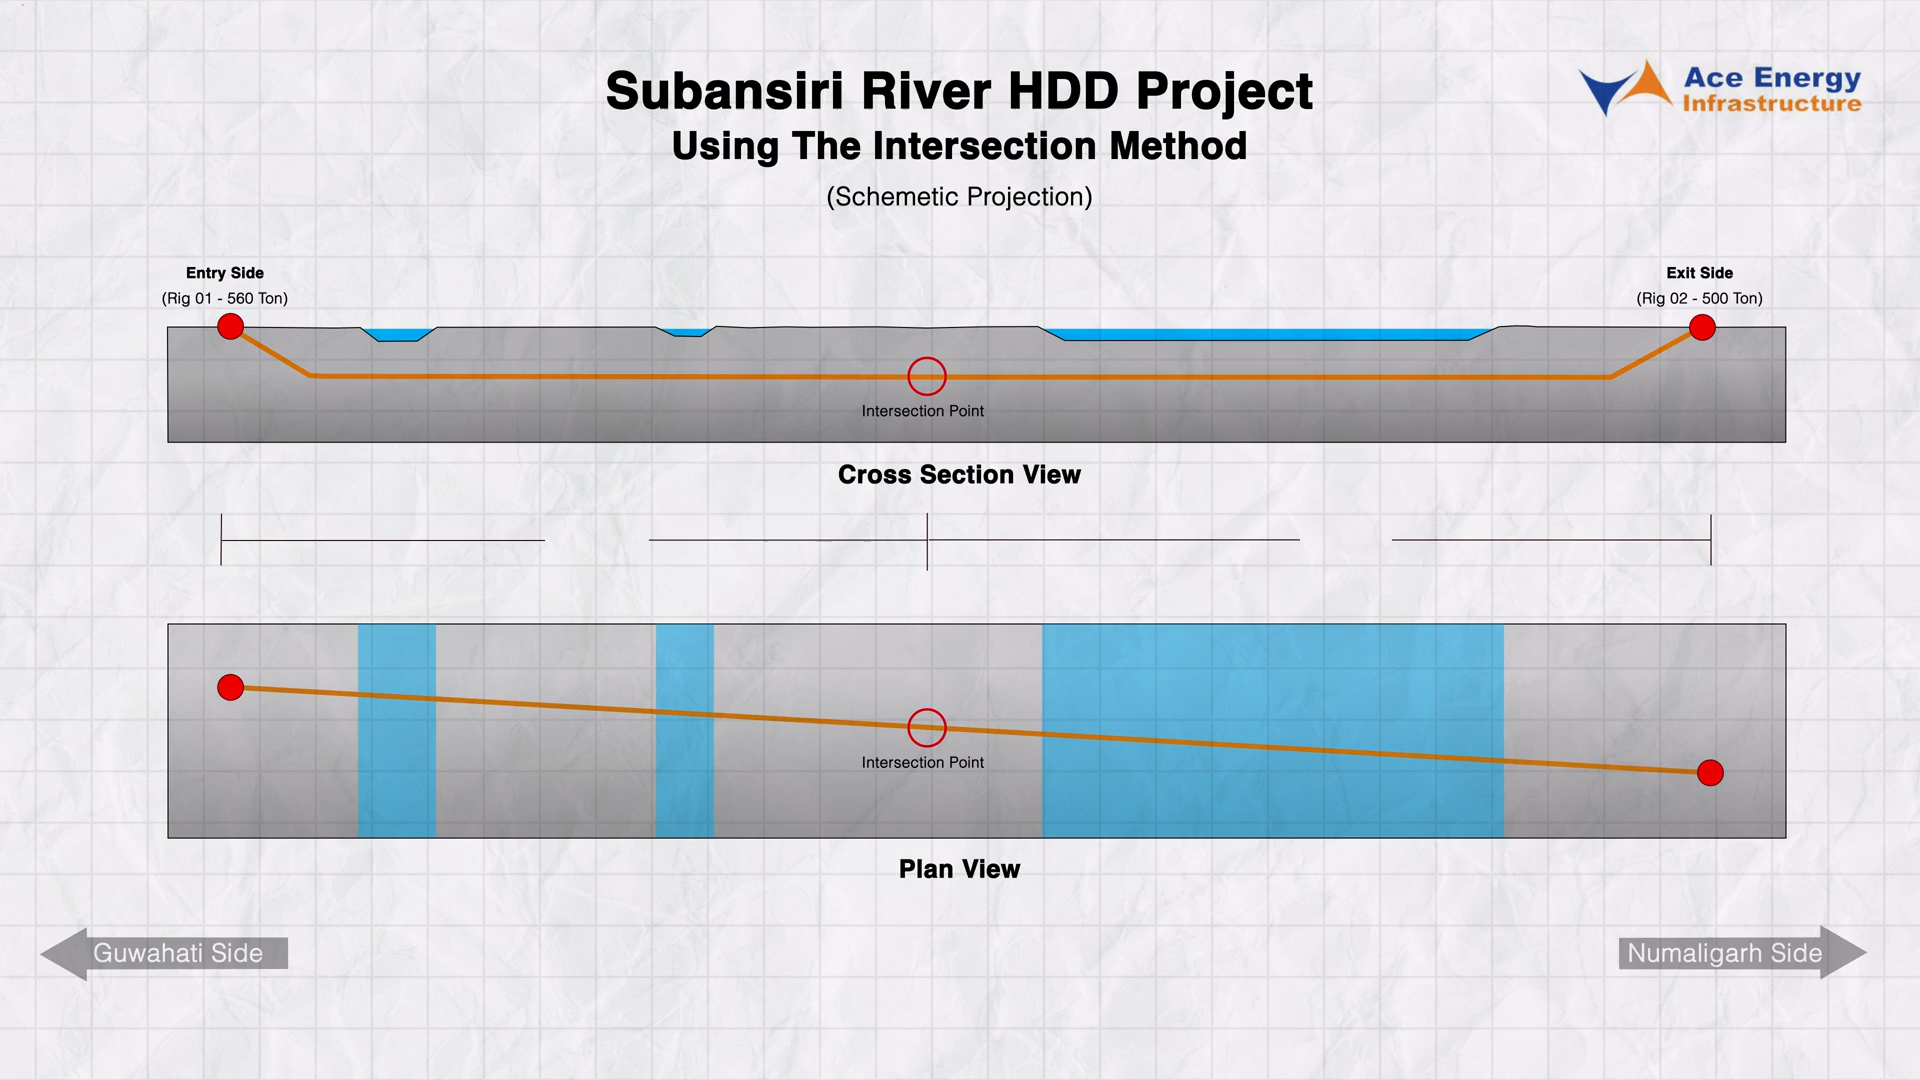 Subansiri River HDD Project
Using The Intersection Method
(Schemetic Projection)
Ace Energy
Infrastructure
Entry Side
(Rig 01 - 560 Ton)
Exit Side
(Rig 02 - 500 Ton)
Intersection Point
Cross Section View
Intersection Point
Plan View
Guwahati Side
Numaligarh Side